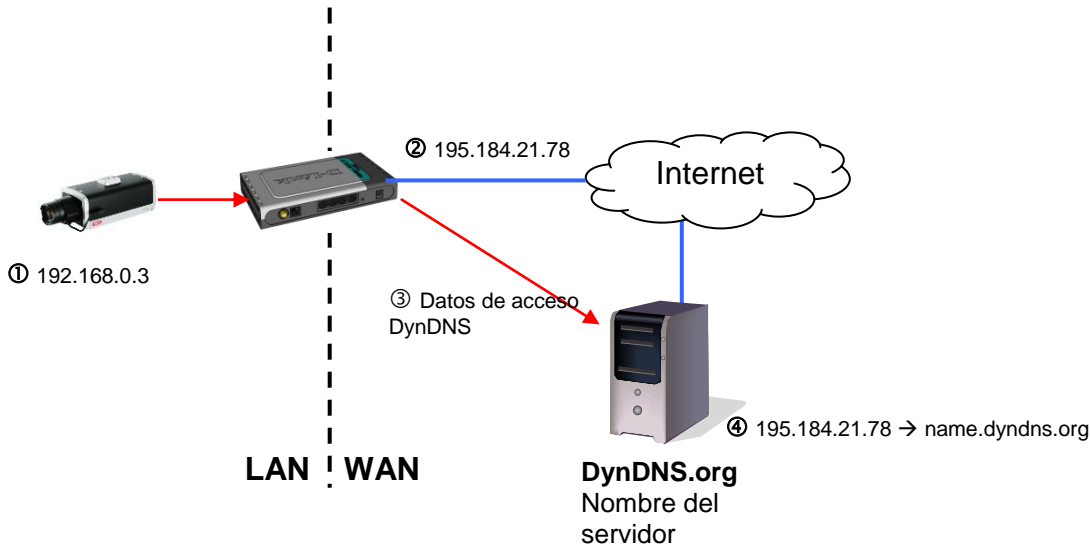 ② 195.184.21.78
Internet
D-Link
① 192.168.0.3
③ Datos de acceso
DynDNS
④ 195.184.21.78 → name.dyndns.org
LAN WAN
DynDNS.org
Nombre del
servidor